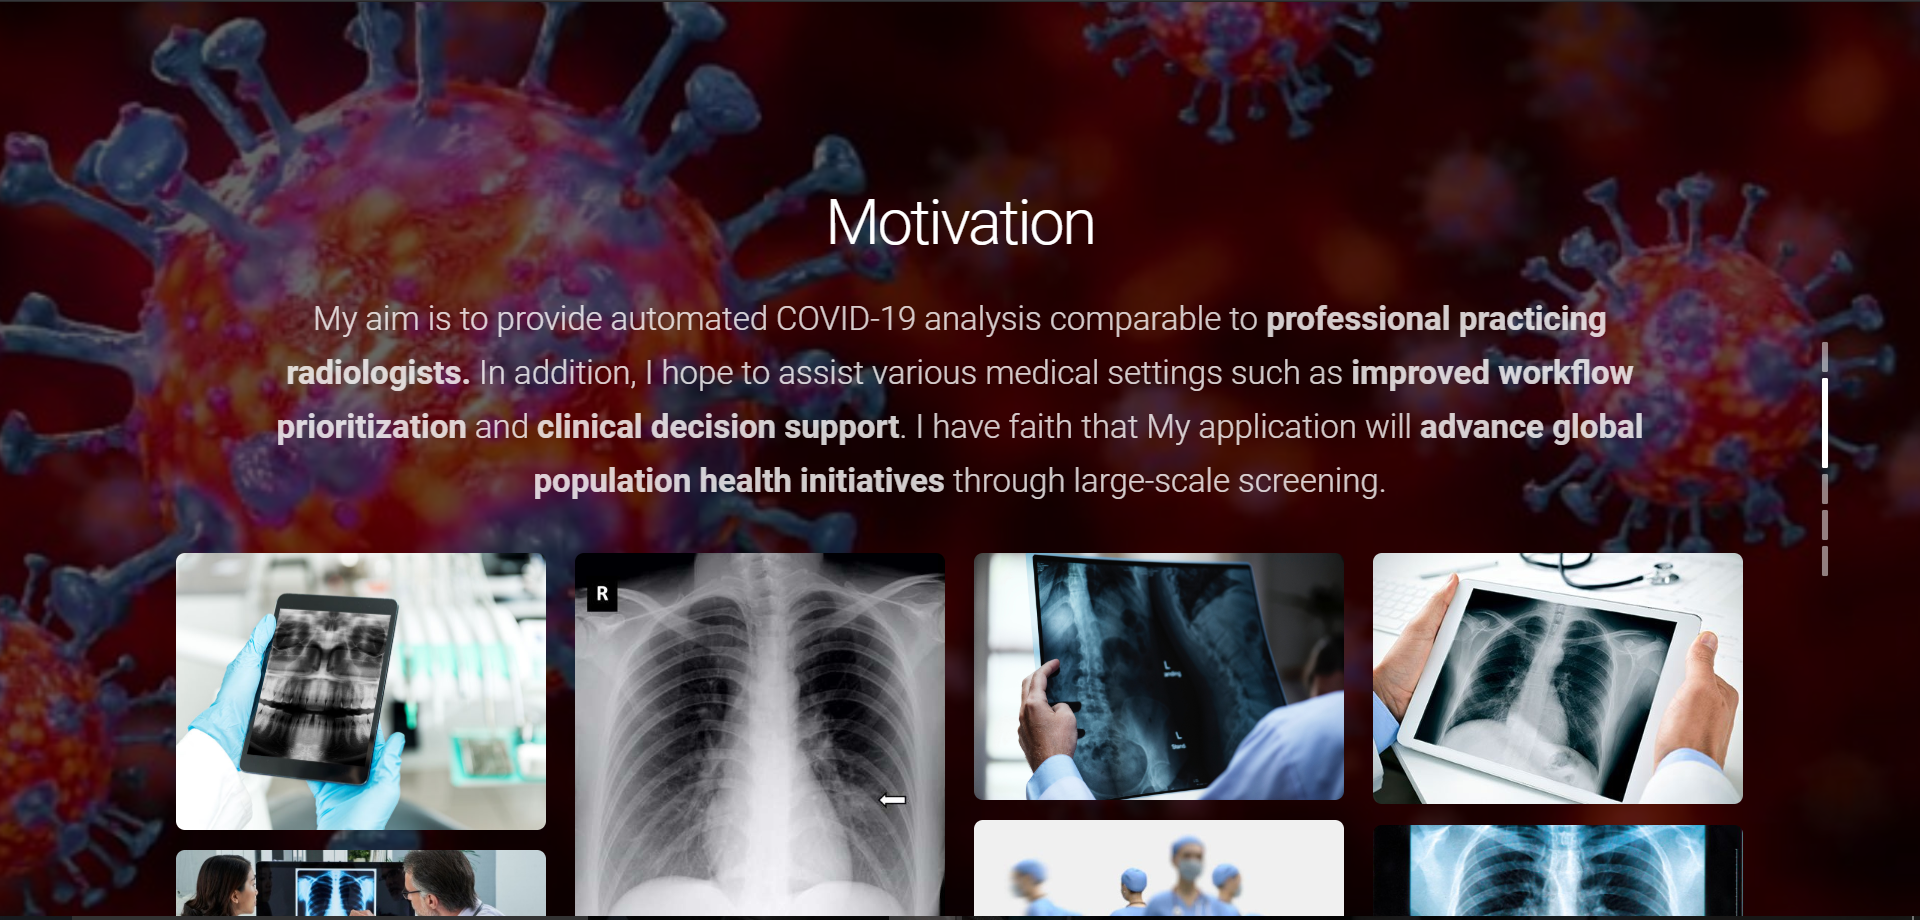 Motivation
My aim is to provide automated COVID-19 analysis comparable to professional practicing
radiologists. In addition, I hope to assist various medical settings such as improved workflow
prioritization and clinical decision support. I have faith that My application will advance global
population health initiatives through large-scale screening.
R
L
L